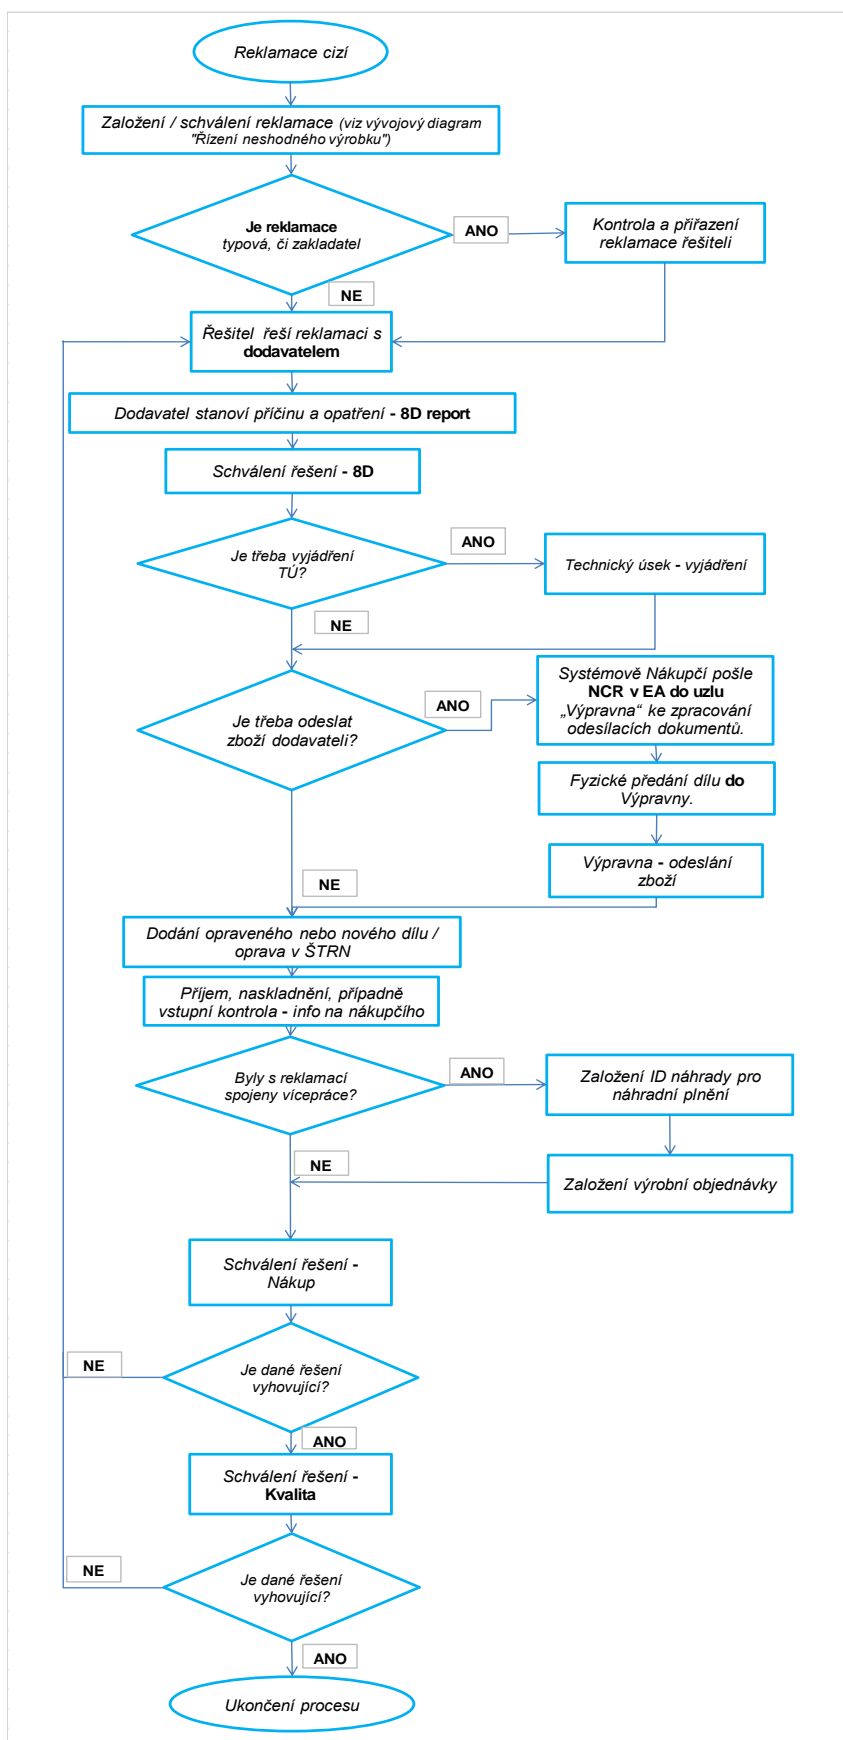 Reklamace cizí
Založení / schválení reklamace (viz vývojový diagram
"Řízení neshodného výrobku")
Je reklamace
typová, či zakladatel
ANO
Kontrola a přiřazení
reklamace řešiteli
NE
Řešitel řeší reklamaci s
dodavatelem
Dodavatel stanoví příčinu a opatření - 8D report
Schválení řešení - 8D
Je třeba vyjádření
TÚ?
ANO
Technický úsek - vyjádření
NE
Je třeba odeslat
zboží dodavateli?
ANO
Systémově Nákupčí pošle
NCR v EA do uzlu
„Výpravna“ ke zpracování
odesílacích dokumentů.
Fyzické předání dílu do
Výpravny.
Výpravna - odeslání
zboží
NE
Dodání opraveného nebo nového dílu /
oprava v ŠTRN
Příjem, naskladnění, případně
vstupní kontrola - info na nákupčího
Byly s reklamací
spojeny vícepráce?
ANO
Založení ID náhrady pro
náhradní plnění
NE
Založení výrobní objednávky
Schválení řešení -
Nákup
Je dané řešení
vyhovující?
NE
ANO
Schválení řešení -
Kvalita
Je dané řešení
vyhovující?
NE
ANO
Ukončení procesu